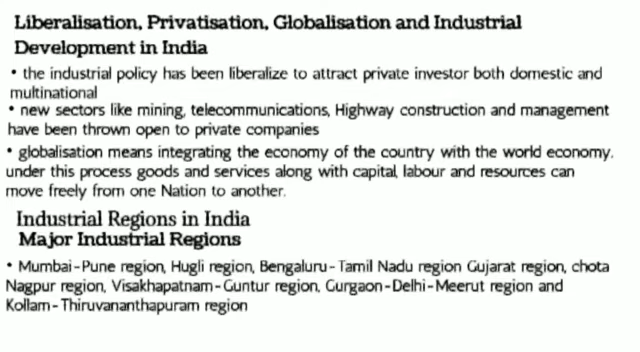 Liberalisation, Privatisation, Globalisation and Industrial
Development in India
• the industrial policy has been liberalize to attract private investor both domestic and
multinational
• new sectors like mining, telecommunications, Highway construction and management
have been thrown open to private companies
• globalisation means integrating the economy of the country with the world economy.
under this process goods and services along with capital, labour and resources can
move freely from one Nation to another.
Industrial Regions in India
Major Industrial Regions
• Mumbai-Pune region, Hugli region, Bengaluru-Tamil Nadu region Gujarat region, chota
Nagpur region, Visakhapatnam-Guntur region, Gurgaon-Delhi-Meerut region and
Kollam-Thiruvananthapuram region